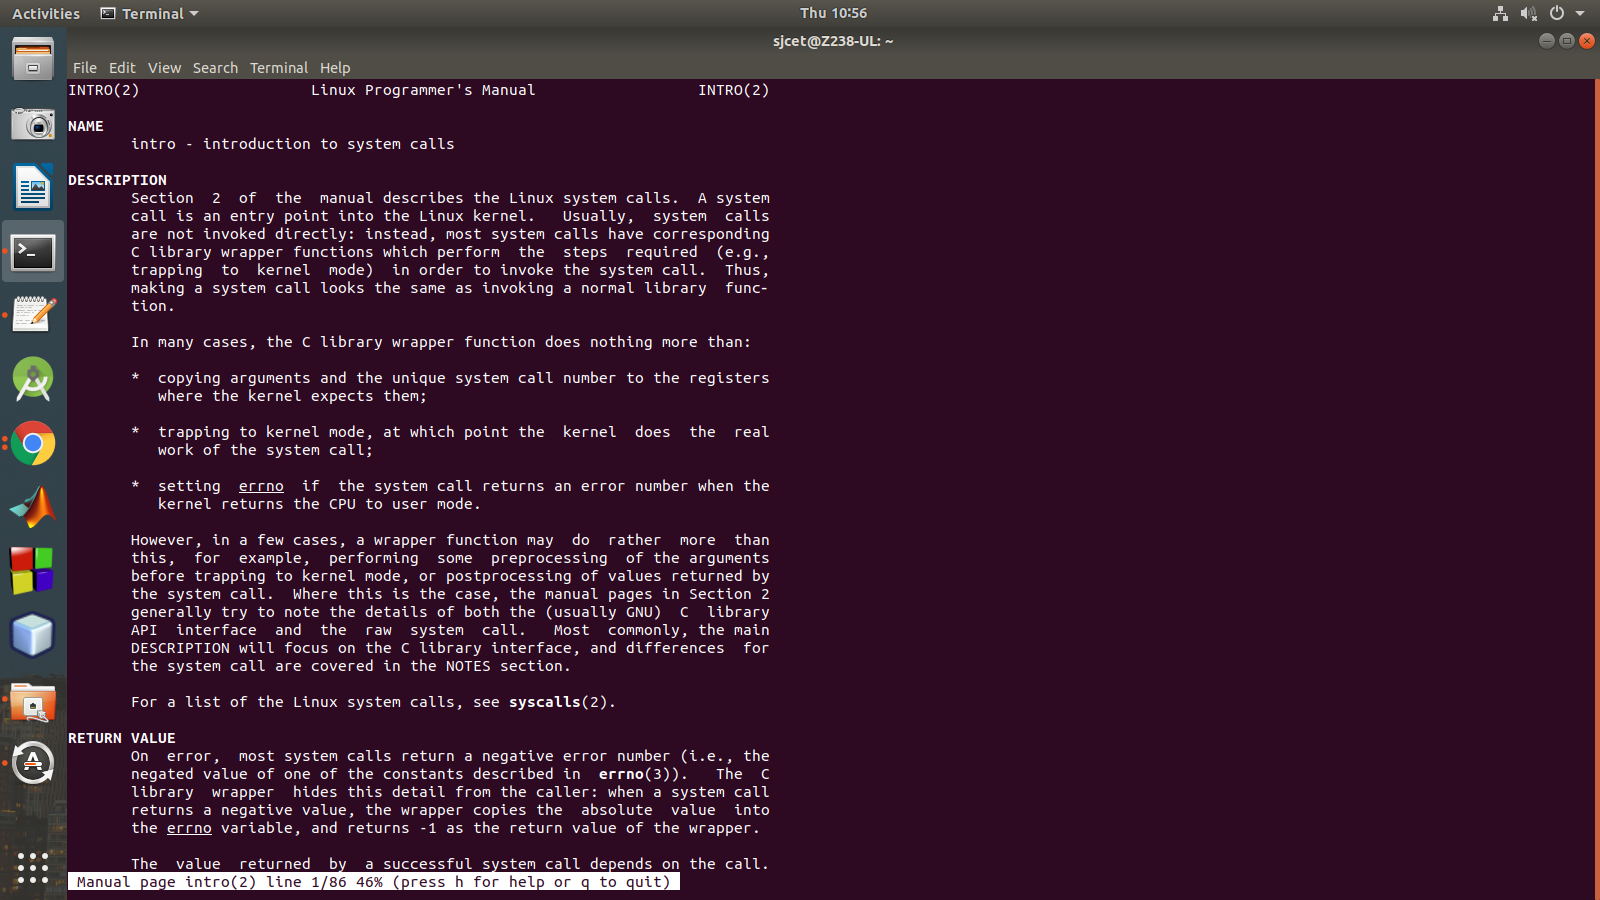 Activities Terminal Thu 10:56
sjcet@Z238-UL: ~
File Edit View Search Terminal Help
INTRO(2)                   Linux Programmer's Manual                  INTRO(2)
NAME
       intro - introduction to system calls
DESCRIPTION
       Section  2  of  the  manual describes the Linux system calls.  A system
       call is an entry point into the Linux kernel.   Usually,  system  calls
       are not invoked directly: instead, most system calls have corresponding
       C library wrapper functions which perform  the  steps  required  (e.g.,
       trapping  to  kernel  mode)  in order to invoke the system call.  Thus,
       making a system call looks the same as invoking a normal library  func-
       tion.
       In many cases, the C library wrapper function does nothing more than:
       *  copying arguments and the unique system call number to the registers
          where the kernel expects them;
       *  trapping to kernel mode, at which point the  kernel  does  the  real
          work of the system call;
       *  setting  errno  if  the system call returns an error number when the
          kernel returns the CPU to user mode.
       However, in a few cases, a wrapper function may  do  rather  more  than
       this,  for  example,  performing  some  preprocessing  of the arguments
       before trapping to kernel mode, or postprocessing of values returned by
       the system call.  Where this is the case, the manual pages in Section 2
       generally try to note the details of both the (usually GNU)  C  library
       API  interface  and  the  raw  system  call.   Most  commonly, the main
       DESCRIPTION will focus on the C library interface, and differences  for
       the system call are covered in the NOTES section.
       For a list of the Linux system calls, see syscalls(2).
RETURN VALUE
       On  error,  most system calls return a negative error number (i.e., the
       negated value of one of the constants described in  errno(3)).   The  C
       library  wrapper  hides this detail from the caller: when a system call
       returns a negative value, the wrapper copies the  absolute  value  into
       the errno variable, and returns -1 as the return value of the wrapper.
       The  value  returned  by  a successful system call depends on the call.
 Manual page intro(2) line 1/86 46% (press h for help or q to quit)